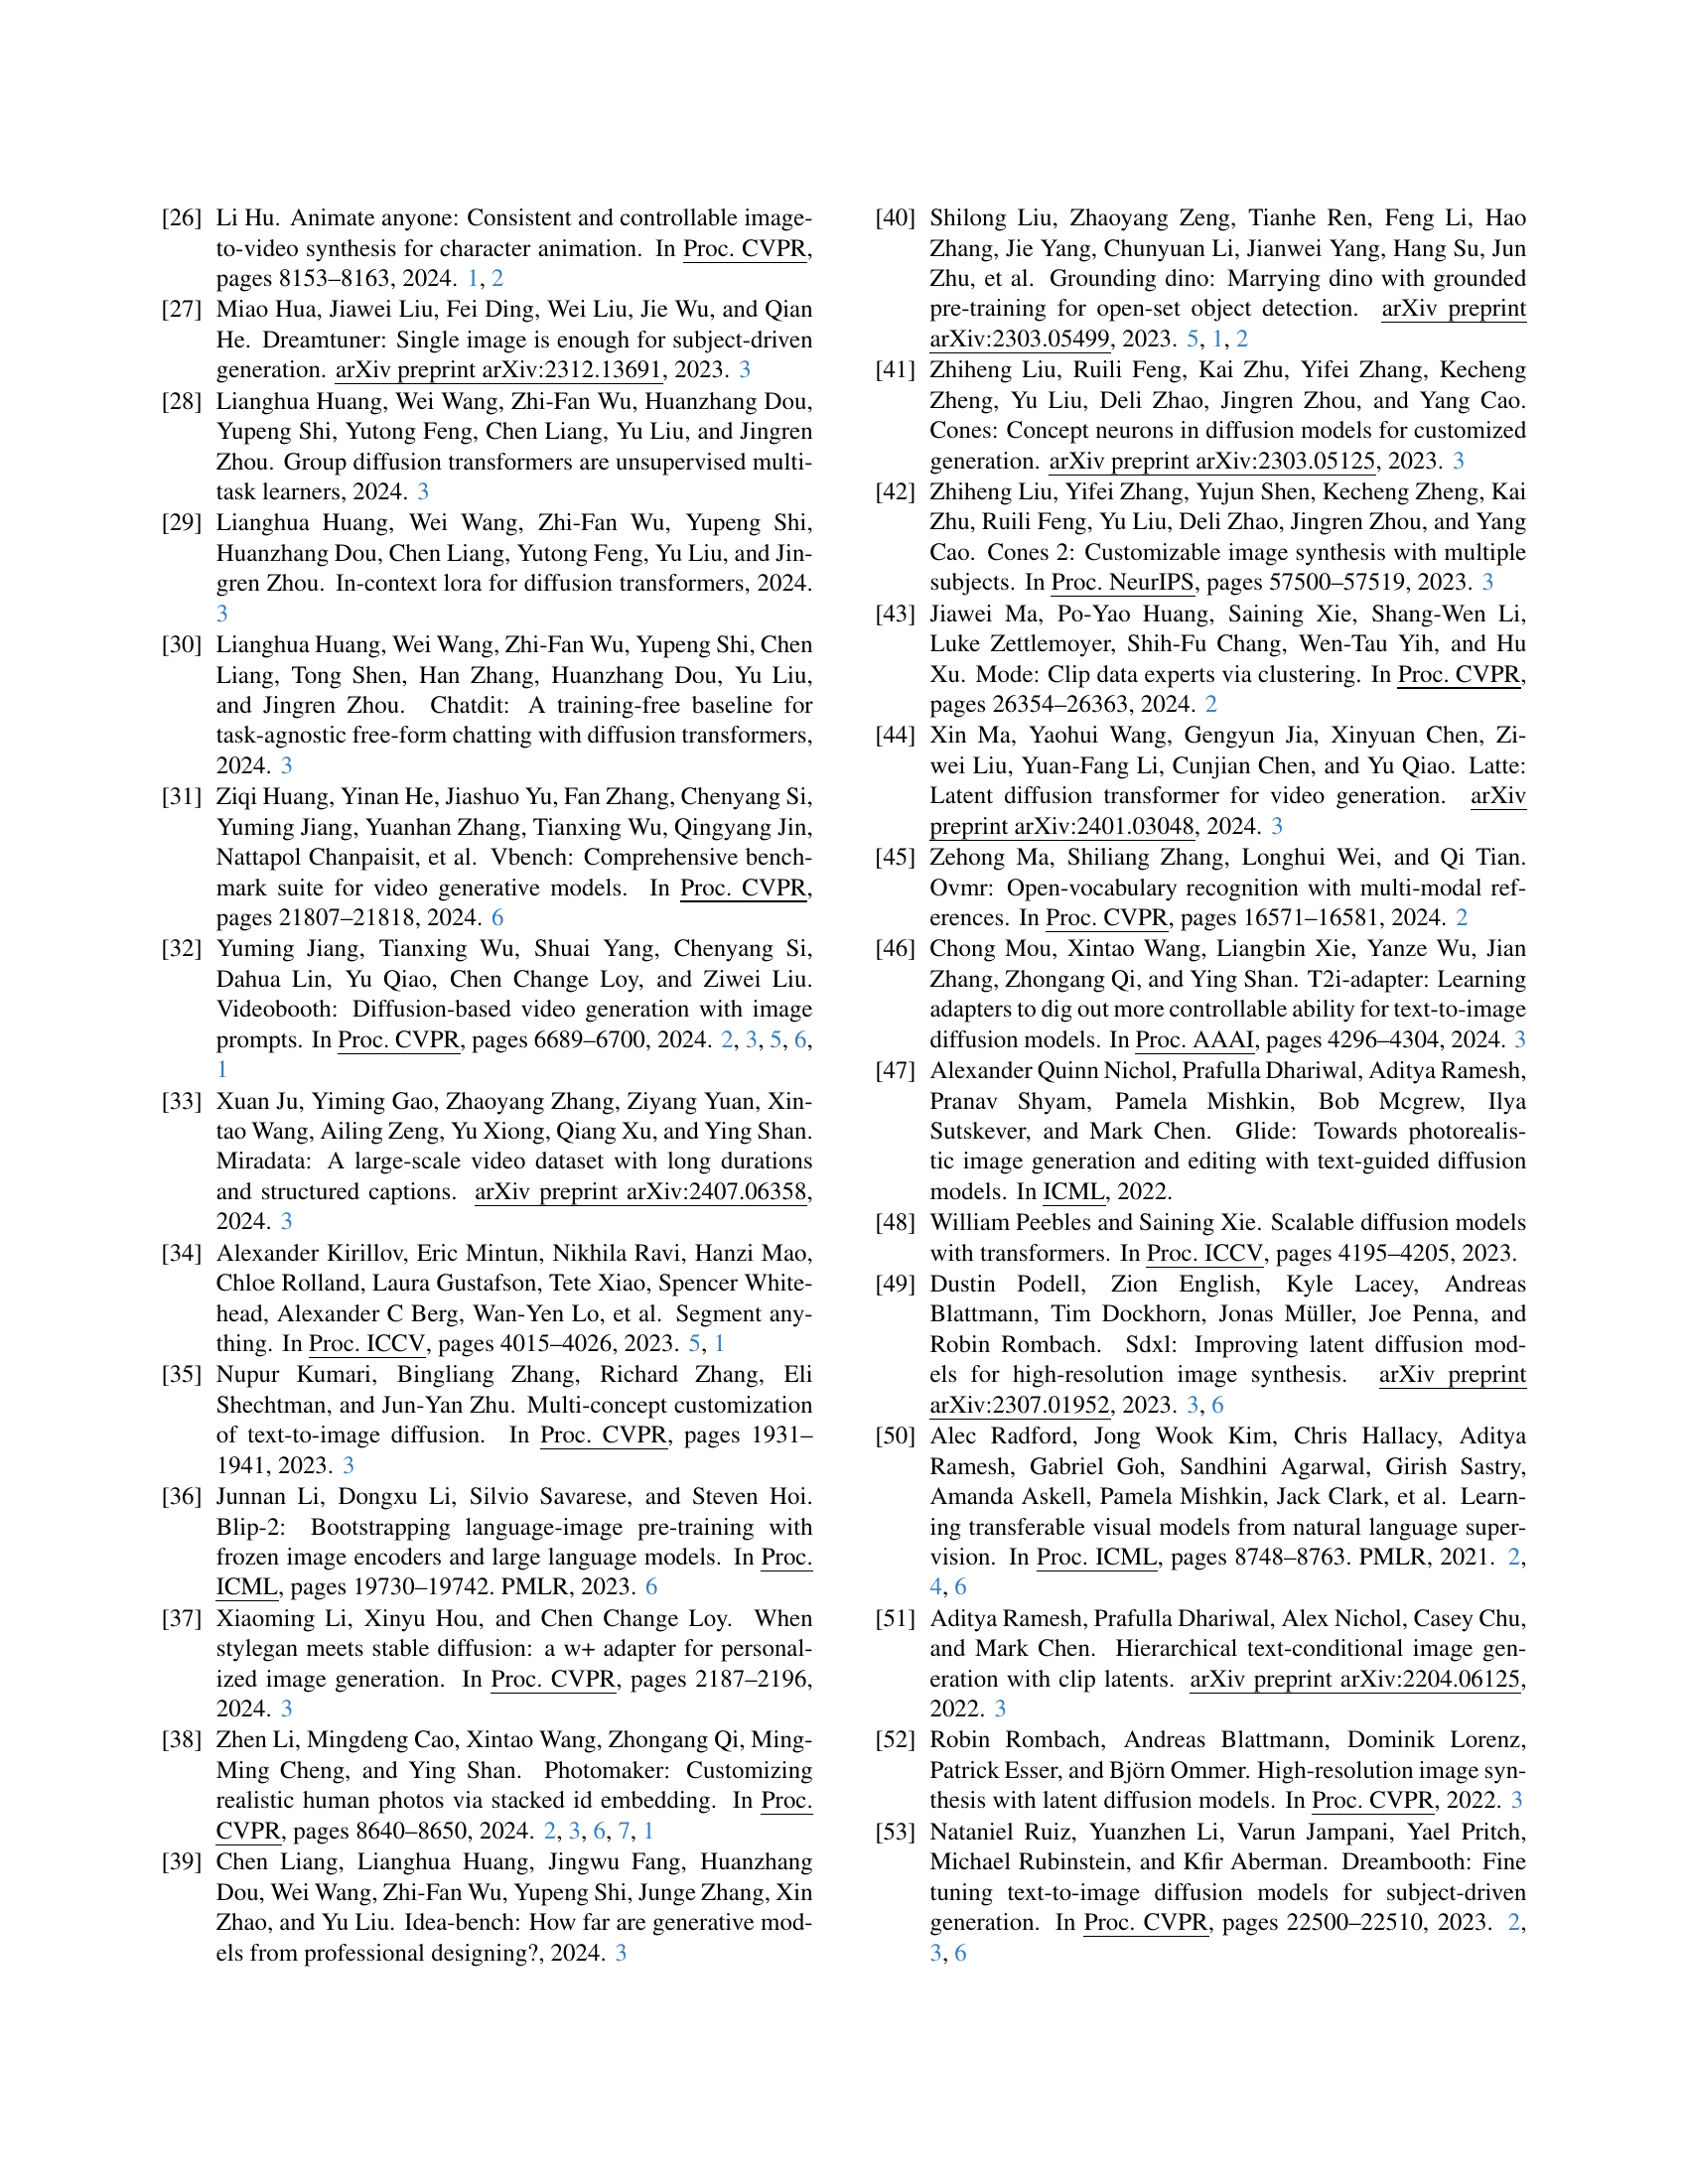 [26] Li Hu. Animate anyone: Consistent and controllable image-
to-video synthesis for character animation. In Proc. CVPR,
pages 8153–8163, 2024. 1, 2
[27] Miao Hua, Jiawei Liu, Fei Ding, Wei Liu, Jie Wu, and Qian
He. Dreamtuner: Single image is enough for subject-driven
generation. arXiv preprint arXiv:2312.13691, 2023. 3
[28] Lianghua Huang, Wei Wang, Zhi-Fan Wu, Huanzhang Dou,
Yupeng Shi, Yutong Feng, Chen Liang, Yu Liu, and Jingren
Zhou. Group diffusion transformers are unsupervised multi-
task learners, 2024. 3
[29] Lianghua Huang, Wei Wang, Zhi-Fan Wu, Yupeng Shi,
Huanzhang Dou, Chen Liang, Yutong Feng, Yu Liu, and Jin-
gren Zhou. In-context lora for diffusion transformers, 2024.
3
[30] Lianghua Huang, Wei Wang, Zhi-Fan Wu, Yupeng Shi, Chen
Liang, Tong Shen, Han Zhang, Huanzhang Dou, Yu Liu,
and Jingren Zhou. Chatdit: A training-free baseline for
task-agnostic free-form chatting with diffusion transformers,
2024. 3
[31] Ziqi Huang, Yinan He, Jiashuo Yu, Fan Zhang, Chenyang Si,
Yuming Jiang, Yuanhan Zhang, Tianxing Wu, Qingyang Jin,
Nattapol Chanpaisit, et al. Vbench: Comprehensive bench-
mark suite for video generative models. In Proc. CVPR,
pages 21807–21818, 2024. 6
[32] Yuming Jiang, Tianxing Wu, Shuai Yang, Chenyang Si,
Dahua Lin, Yu Qiao, Chen Change Loy, and Ziwei Liu.
Videobooth: Diffusion-based video generation with image
prompts. In Proc. CVPR, pages 6689–6700, 2024. 2, 3, 5, 6,
1
[33] Xuan Ju, Yiming Gao, Zhaoyang Zhang, Ziyang Yuan, Xin-
tao Wang, Ailing Zeng, Yu Xiong, Qiang Xu, and Ying Shan.
Miradata: A large-scale video dataset with long durations
and structured captions. arXiv preprint arXiv:2407.06358,
2024. 3
[34] Alexander Kirillov, Eric Mintun, Nikhila Ravi, Hanzi Mao,
Chloe Rolland, Laura Gustafson, Tete Xiao, Spencer White-
head, Alexander C Berg, Wan-Yen Lo, et al. Segment any-
thing. In Proc. ICCV, pages 4015–4026, 2023. 5, 1
[35] Nupur Kumari, Bingliang Zhang, Richard Zhang, Eli
Shechtman, and Jun-Yan Zhu. Multi-concept customization
of text-to-image diffusion. In Proc. CVPR, pages 1931–
1941, 2023. 3
[36] Junnan Li, Dongxu Li, Silvio Savarese, and Steven Hoi.
Blip-2: Bootstrapping language-image pre-training with
frozen image encoders and large language models. In Proc.
ICML, pages 19730–19742. PMLR, 2023. 6
[37] Xiaoming Li, Xinyu Hou, and Chen Change Loy. When
stylegan meets stable diffusion: a w+ adapter for personal-
ized image generation. In Proc. CVPR, pages 2187–2196,
2024. 3
[38] Zhen Li, Mingdeng Cao, Xintao Wang, Zhongang Qi, Ming-
Ming Cheng, and Ying Shan. Photomaker: Customizing
realistic human photos via stacked id embedding. In Proc.
CVPR, pages 8640–8650, 2024. 2, 3, 6, 7, 1
[39] Chen Liang, Lianghua Huang, Jingwu Fang, Huanzhang
Dou, Wei Wang, Zhi-Fan Wu, Yupeng Shi, Junge Zhang, Xin
Zhao, and Yu Liu. Idea-bench: How far are generative mod-
els from professional designing?, 2024. 3
[40] Shilong Liu, Zhaoyang Zeng, Tianhe Ren, Feng Li, Hao
Zhang, Jie Yang, Chunyuan Li, Jianwei Yang, Hang Su, Jun
Zhu, et al. Grounding dino: Marrying dino with grounded
pre-training for open-set object detection. arXiv preprint
arXiv:2303.05499, 2023. 5, 1, 2
[41] Zhiheng Liu, Ruili Feng, Kai Zhu, Yifei Zhang, Kecheng
Zheng, Yu Liu, Deli Zhao, Jingren Zhou, and Yang Cao.
Cones: Concept neurons in diffusion models for customized
generation. arXiv preprint arXiv:2303.05125, 2023. 3
[42] Zhiheng Liu, Yifei Zhang, Yujun Shen, Kecheng Zheng, Kai
Zhu, Ruili Feng, Yu Liu, Deli Zhao, Jingren Zhou, and Yang
Cao. Cones 2: Customizable image synthesis with multiple
subjects. In Proc. NeurIPS, pages 57500–57519, 2023. 3
[43] Jiawei Ma, Po-Yao Huang, Saining Xie, Shang-Wen Li,
Luke Zettlemoyer, Shih-Fu Chang, Wen-Tau Yih, and Hu
Xu. Mode: Clip data experts via clustering. In Proc. CVPR,
pages 26354–26363, 2024. 2
[44] Xin Ma, Yaohui Wang, Gengyun Jia, Xinyuan Chen, Zi-
wei Liu, Yuan-Fang Li, Cunjian Chen, and Yu Qiao. Latte:
Latent diffusion transformer for video generation. arXiv
preprint arXiv:2401.03048, 2024. 3
[45] Zehong Ma, Shiliang Zhang, Longhui Wei, and Qi Tian.
Ovmr: Open-vocabulary recognition with multi-modal ref-
erences. In Proc. CVPR, pages 16571–16581, 2024. 2
[46] Chong Mou, Xintao Wang, Liangbin Xie, Yanze Wu, Jian
Zhang, Zhongang Qi, and Ying Shan. T2i-adapter: Learning
adapters to dig out more controllable ability for text-to-image
diffusion models. In Proc. AAAI, pages 4296–4304, 2024. 3
[47] Alexander Quinn Nichol, Prafulla Dhariwal, Aditya Ramesh,
Pranav Shyam, Pamela Mishkin, Bob Mcgrew, Ilya
Sutskever, and Mark Chen. Glide: Towards photorealis-
tic image generation and editing with text-guided diffusion
models. In ICML, 2022.
[48] William Peebles and Saining Xie. Scalable diffusion models
with transformers. In Proc. ICCV, pages 4195–4205, 2023.
[49] Dustin Podell, Zion English, Kyle Lacey, Andreas
Blattmann, Tim Dockhorn, Jonas Müller, Joe Penna, and
Robin Rombach. Sdxl: Improving latent diffusion mod-
els for high-resolution image synthesis. arXiv preprint
arXiv:2307.01952, 2023. 3, 6
[50] Alec Radford, Jong Wook Kim, Chris Hallacy, Aditya
Ramesh, Gabriel Goh, Sandhini Agarwal, Girish Sastry,
Amanda Askell, Pamela Mishkin, Jack Clark, et al. Learn-
ing transferable visual models from natural language super-
vision. In Proc. ICML, pages 8748–8763. PMLR, 2021. 2,
4, 6
[51] Aditya Ramesh, Prafulla Dhariwal, Alex Nichol, Casey Chu,
and Mark Chen. Hierarchical text-conditional image gen-
eration with clip latents. arXiv preprint arXiv:2204.06125,
2022. 3
[52] Robin Rombach, Andreas Blattmann, Dominik Lorenz,
Patrick Esser, and Björn Ommer. High-resolution image syn-
thesis with latent diffusion models. In Proc. CVPR, 2022. 3
[53] Nataniel Ruiz, Yuanzhen Li, Varun Jampani, Yael Pritch,
Michael Rubinstein, and Kfir Aberman. Dreambooth: Fine
tuning text-to-image diffusion models for subject-driven
generation. In Proc. CVPR, pages 22500–22510, 2023. 2,
3, 6